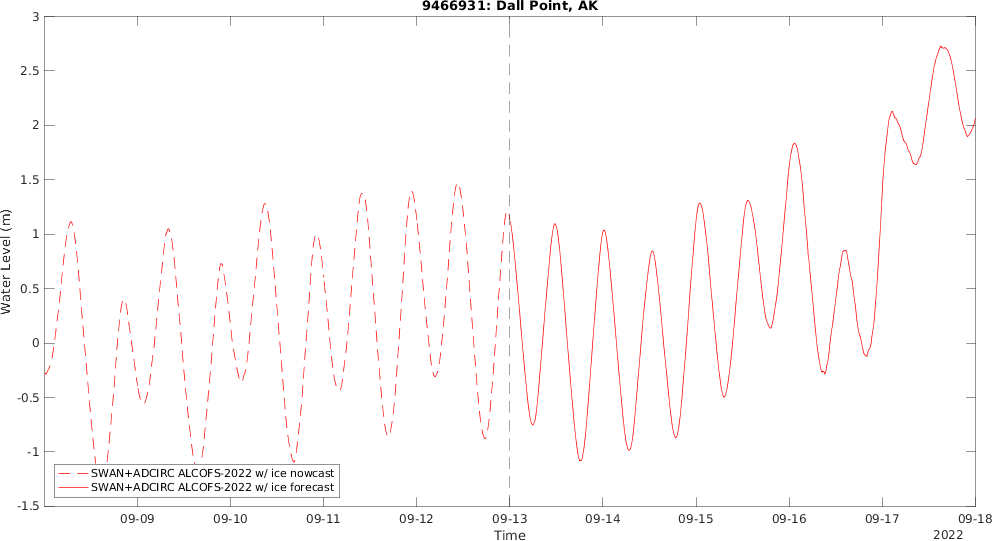 9466931: Dall Point, AK
3
2.5
2
1.5
1
0.5
0
-0.5
-1
-1.5
Water Level (m)
SWAN+ADCIRC ALCOFS-2022 w/ ice nowcast
SWAN+ADCIRC ALCOFS-2022 w/ ice forecast
09-09 09-10 09-11 09-12 09-13 09-14 09-15 09-16 09-17 09-18
Time
2022